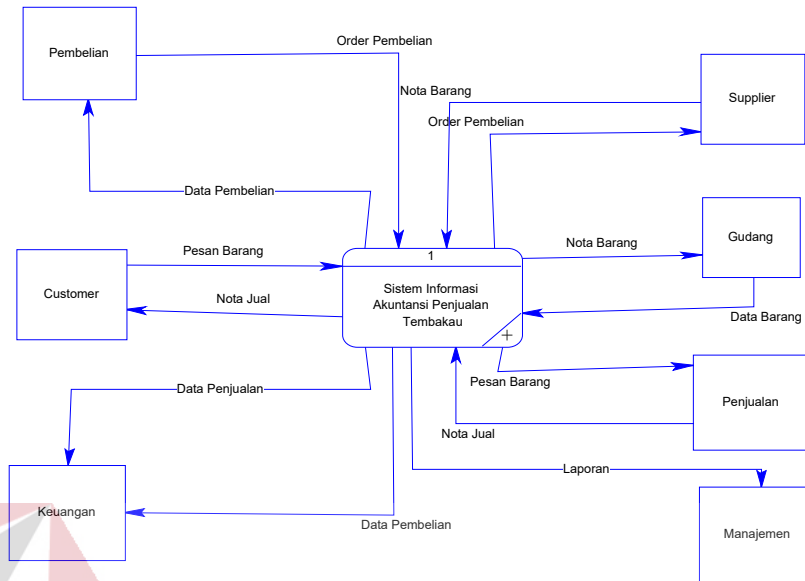 Pembelian
Order Pembelian
Nota Barang
Supplier
Order Pembelian
Data Pembelian
Pesan Barang
Customer
Nota Jual
1
Sistem Informasi
Akuntansi Penjualan
Tembakau
Nota Barang
Gudang
Data Barang
Data Penjualan
Pesan Barang
Penjualan
Nota Jual
Laporan
Keuangan
Data Pembelian
Manajemen